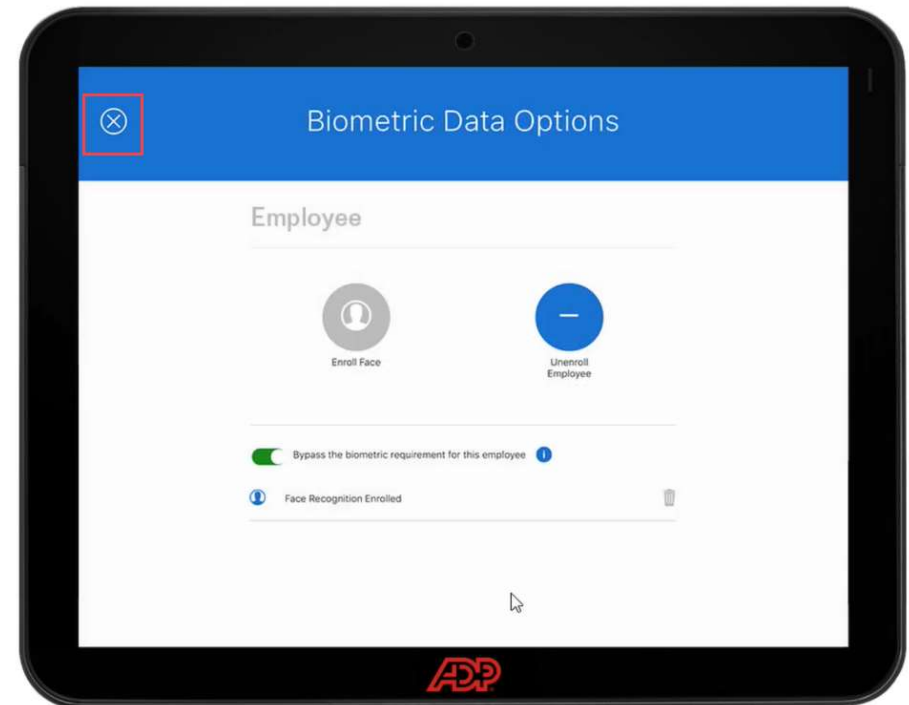 Biometric Data Options
Employee
Enroll Face
Unenroll
Employee
Bypass the biometric requirement for this employee
Face Recognition Enrolled
ADP